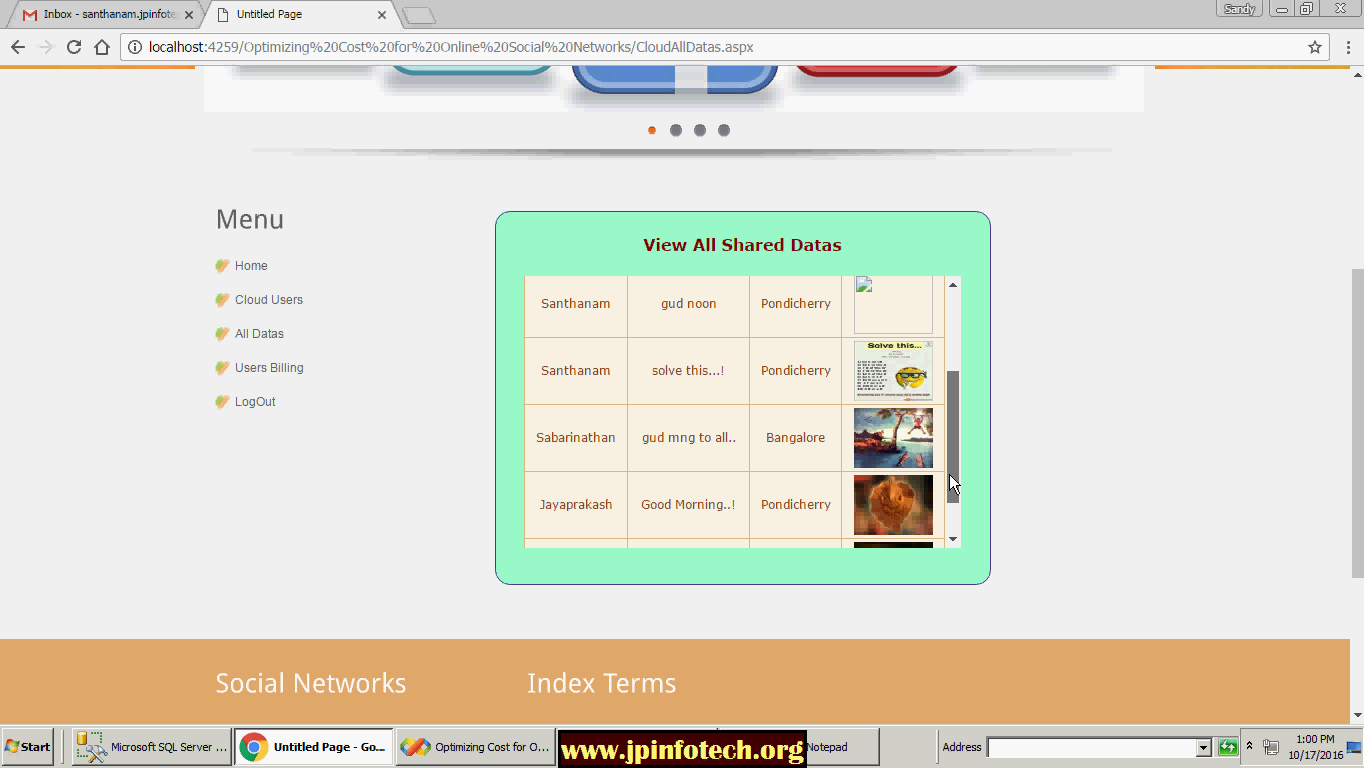 Inbox - santhanam.jpinfote
Untitled Page
Sandy
localhost:4259/Optimizing%20Cost%20for%20Online%20Social%20Networks/CloudAllDatas.aspx
Menu
Home
Cloud Users
All Datas
Users Billing
LogOut
View All Shared Datas
Santhanam gud noon Pondicherry
Santhanam solve this...! Pondicherry
Solve this...
Sabarinathan gud mng to all.. Bangalore
Jayaprakash Good Morning..! Pondicherry
Social Networks
Index Terms
Start
Microsoft SQL Server ...
Untitled Page - Go...
Optimizing Cost for O...
www.jpinfotech.org
Notepad
Address
1:00 PM
10/17/2016